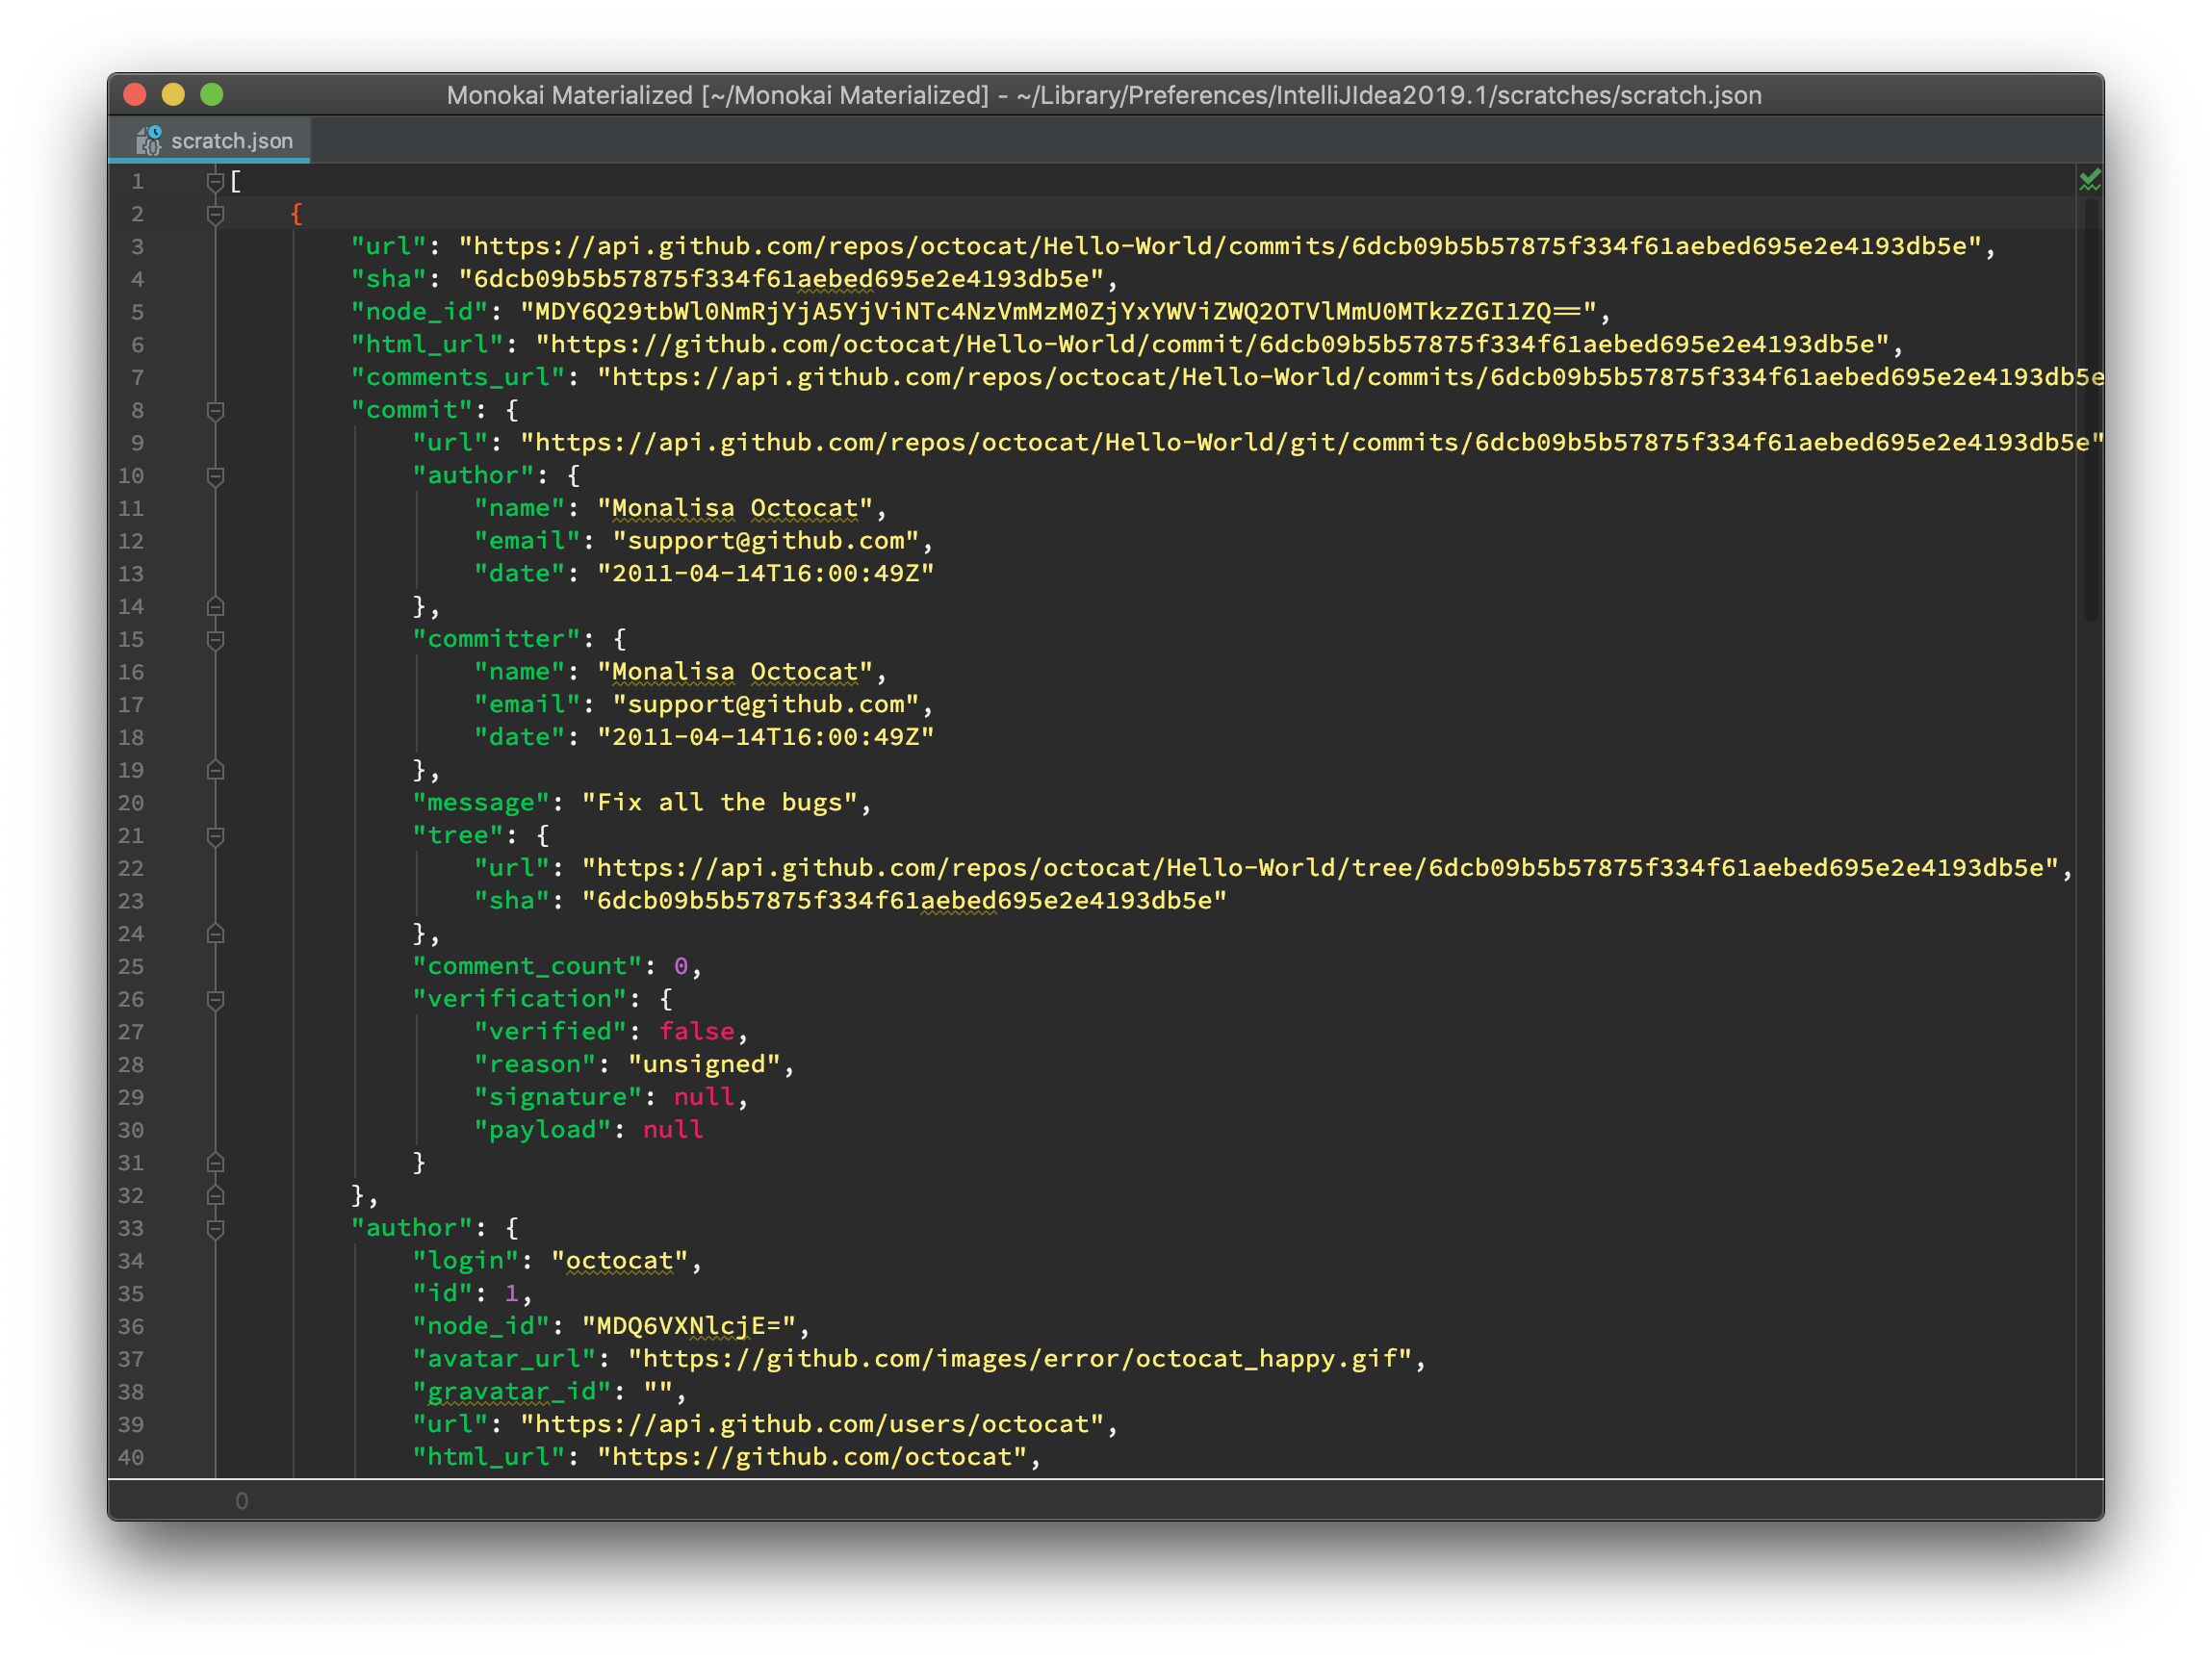 Monokai Materialized [~/Monokai Materialized] - ~/Library/Preferences/IntelliJIdea2019.1/scratches/scratch.json
scratch.json
1 [
2 {
3 "url": "https://api.github.com/repos/octocat/Hello-World/commits/6dcb09b5b57875f334f61aebed695e2e4193db5e",
4 "sha": "6dcb09b5b57875f334f61aebed695e2e4193db5e",
5 "node_id": "MDY6Q29tbWl0NmRjYjA5YjViNTc4NzVmMzM0ZjYxYWViZWQ2OTVlMmU0MTkzZGI1ZQ==",
6 "html_url": "https://github.com/octocat/Hello-World/commit/6dcb09b5b57875f334f61aebed695e2e4193db5e",
7 "comments_url": "https://api.github.com/repos/octocat/Hello-World/commits/6dcb09b5b57875f334f61aebed695e2e4193db5e
8 "commit": {
9 "url": "https://api.github.com/repos/octocat/Hello-World/git/commits/6dcb09b5b57875f334f61aebed695e2e4193db5e"
10 "author": {
11 "name": "Monalisa Octocat",
12 "email": "support@github.com",
13 "date": "2011-04-14T16:00:49Z"
14 },
15 "committer": {
16 "name": "Monalisa Octocat",
17 "email": "support@github.com",
18 "date": "2011-04-14T16:00:49Z"
19 },
20 "message": "Fix all the bugs",
21 "tree": {
22 "url": "https://api.github.com/repos/octocat/Hello-World/tree/6dcb09b5b57875f334f61aebed695e2e4193db5e",
23 "sha": "6dcb09b5b57875f334f61aebed695e2e4193db5e"
24 },
25 "comment_count": 0,
26 "verification": {
27 "verified": false,
28 "reason": "unsigned",
29 "signature": null,
30 "payload": null
31 }
32 },
33 "author": {
34 "login": "octocat",
35 "id": 1,
36 "node_id": "MDQ6VXNlcjE=",
37 "avatar_url": "https://github.com/images/error/octocat_happy.gif",
38 "gravatar_id": "",
39 "url": "https://api.github.com/users/octocat",
40 "html_url": "https://github.com/octocat",
0